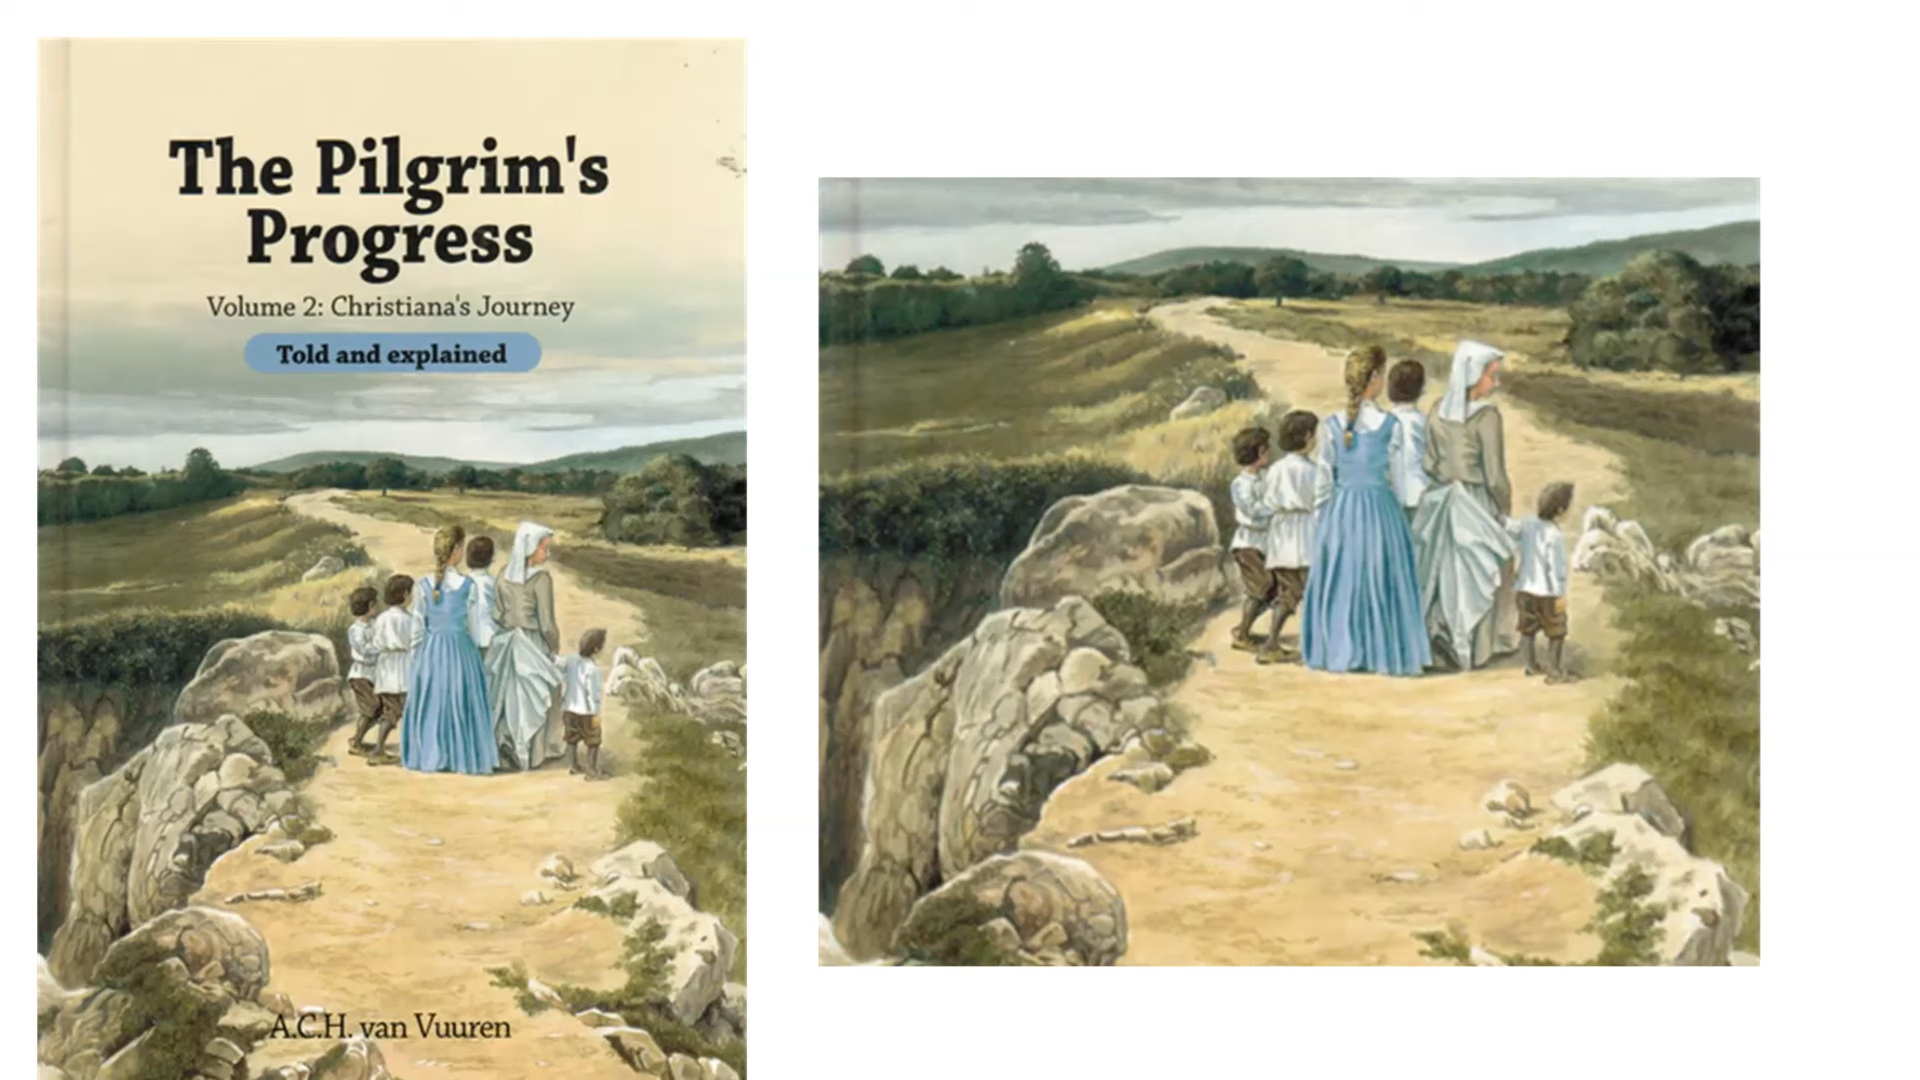 The Pilgrim's
Progress
Volume 2: Christiana's Journey
Told and explained
A.C.H. van Vuuren